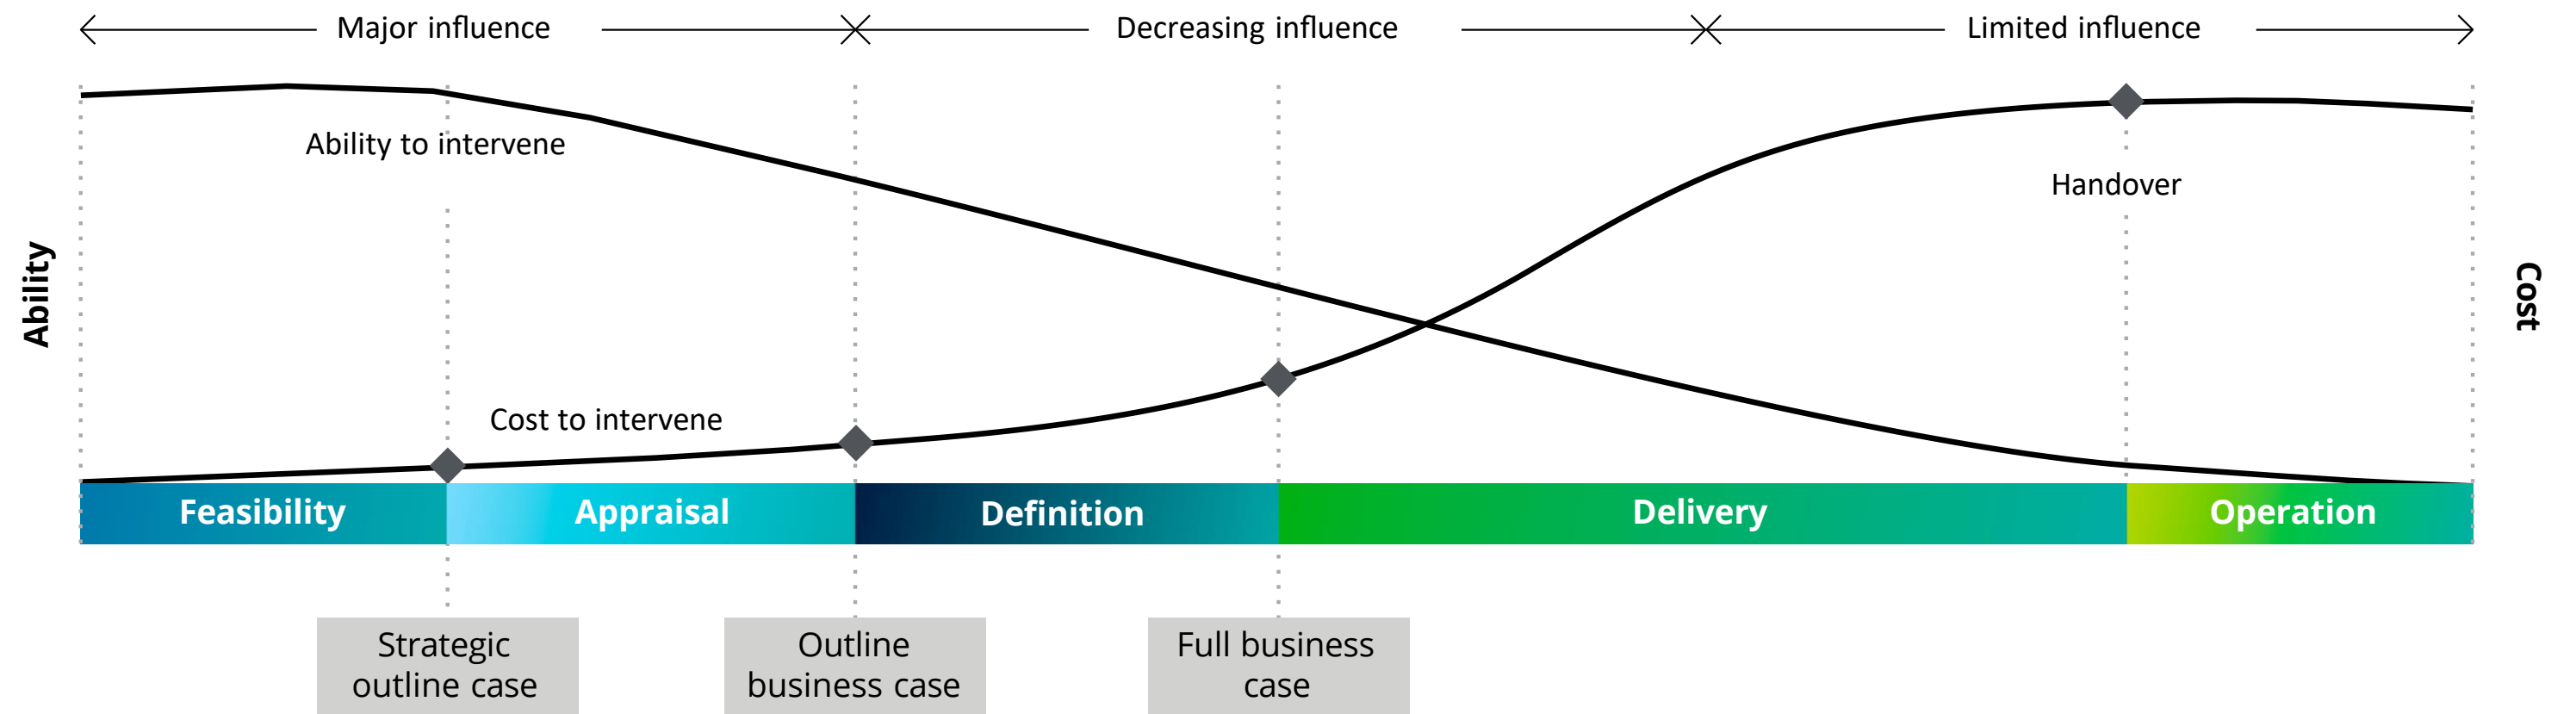 Major influence
Decreasing influence
Limited influence
Ability to intervene
Handover
Ability
Cost
Cost to intervene
Feasibility
Appraisal
Definition
Delivery
Operation
Strategic
outline case
Outline
business case
Full business
case